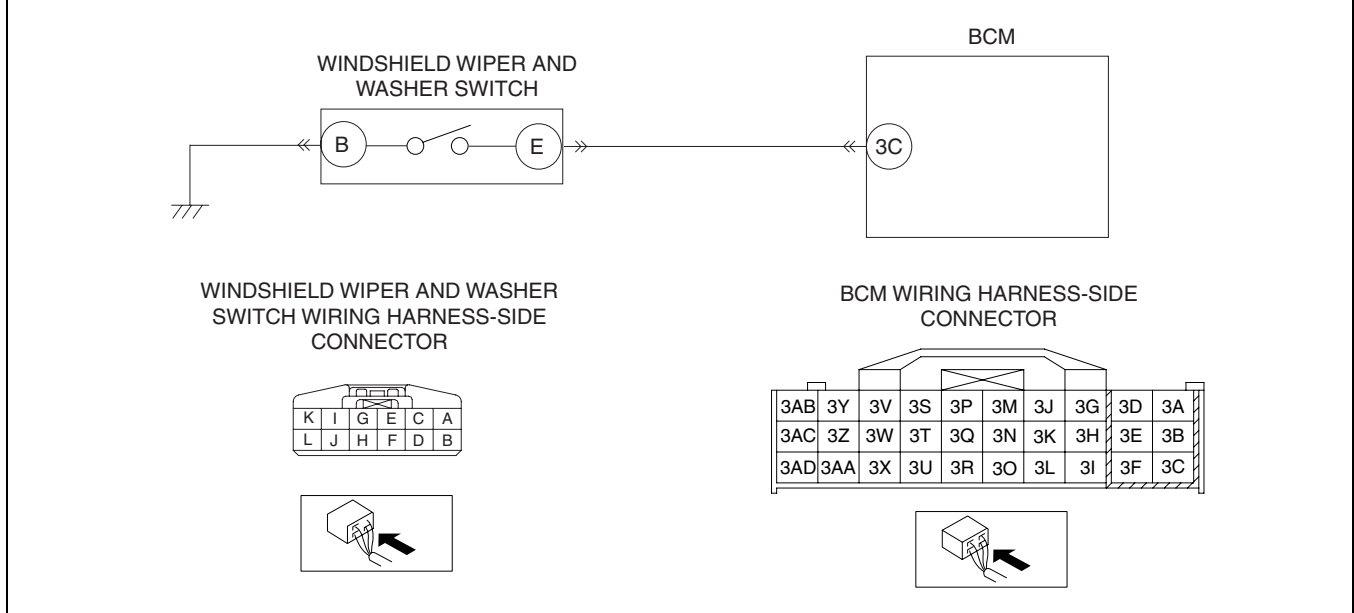 BCM
WINDSHIELD WIPER AND
WASHER SWITCH
B
E
3C
WINDSHIELD WIPER AND WASHER
SWITCH WIRING HARNESS-SIDE
CONNECTOR
K I G E C A
L J H F D B
BCM WIRING HARNESS-SIDE
CONNECTOR
3AB 3Y 3V 3S 3P 3M 3J 3G 3D 3A
3AC 3Z 3W 3T 3Q 3N 3K 3H 3E 3B
3AD 3AA 3X 3U 3R 3O 3L 3I 3F 3C